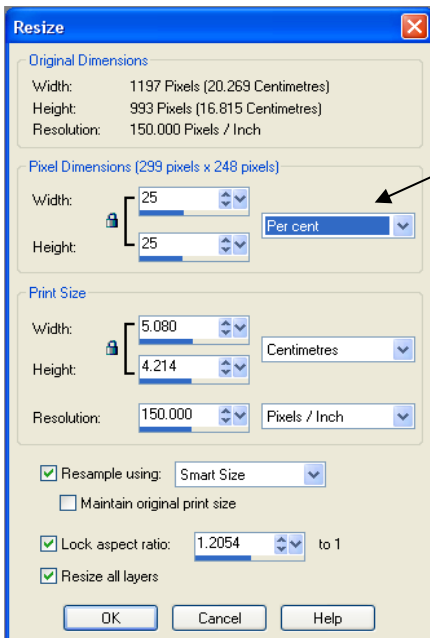 Resize
Original Dimensions
Width: 1197 Pixels (20.269 Centimetres)
Height: 993 Pixels (16.815 Centimetres)
Resolution: 150.000 Pixels / Inch
Pixel Dimensions (299 pixels x 248 pixels)
Width: 25
Per cent
Height: 25
Print Size
Width: 5.080
Centimetres
Height: 4.214
Resolution: 150.000 Pixels / Inch
Resample using: Smart Size
Maintain original print size
Lock aspect ratio: 1.2054 to 1
Resize all layers
OK Cancel Help